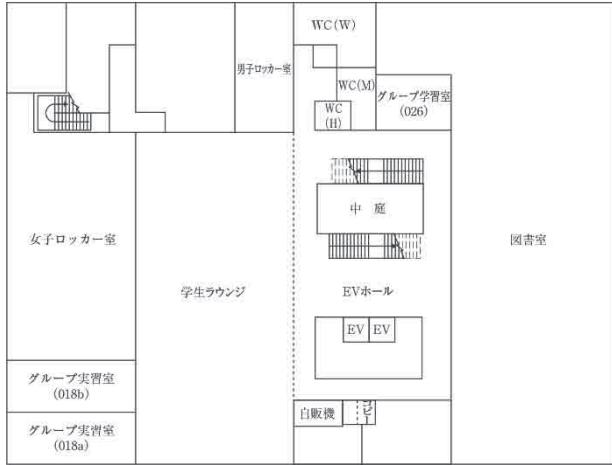 WC(W)
男子ロッカー室
WC(M)
グループ学習室
(026)
WC
(H)
中 庭
女子ロッカー室
図書室
学生ラウンジ
EVホール
EV
EV
グループ実習室
(018b)
自販機
コピー
グループ実習室
(018a)